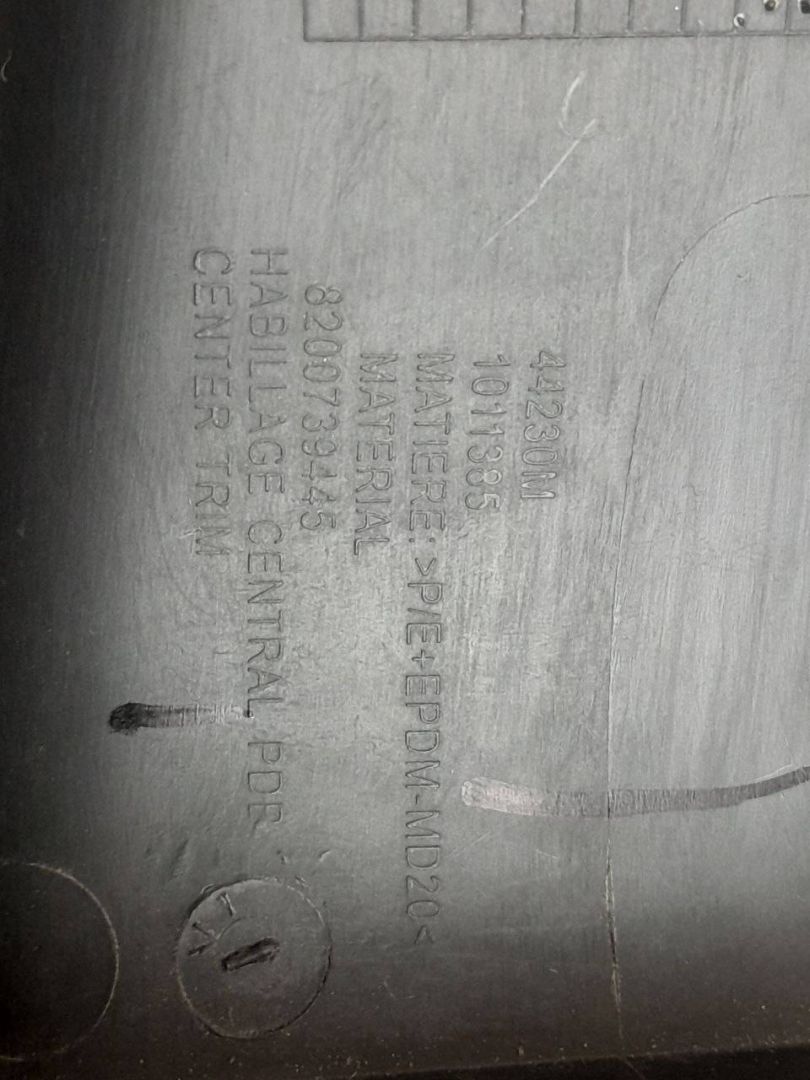 44230M
1011385
MATIERE: >P/E+EPDM-MD20<
MATERIAL
8200739445
HABILLAGE CENTRAL PDB
CENTER TRIM